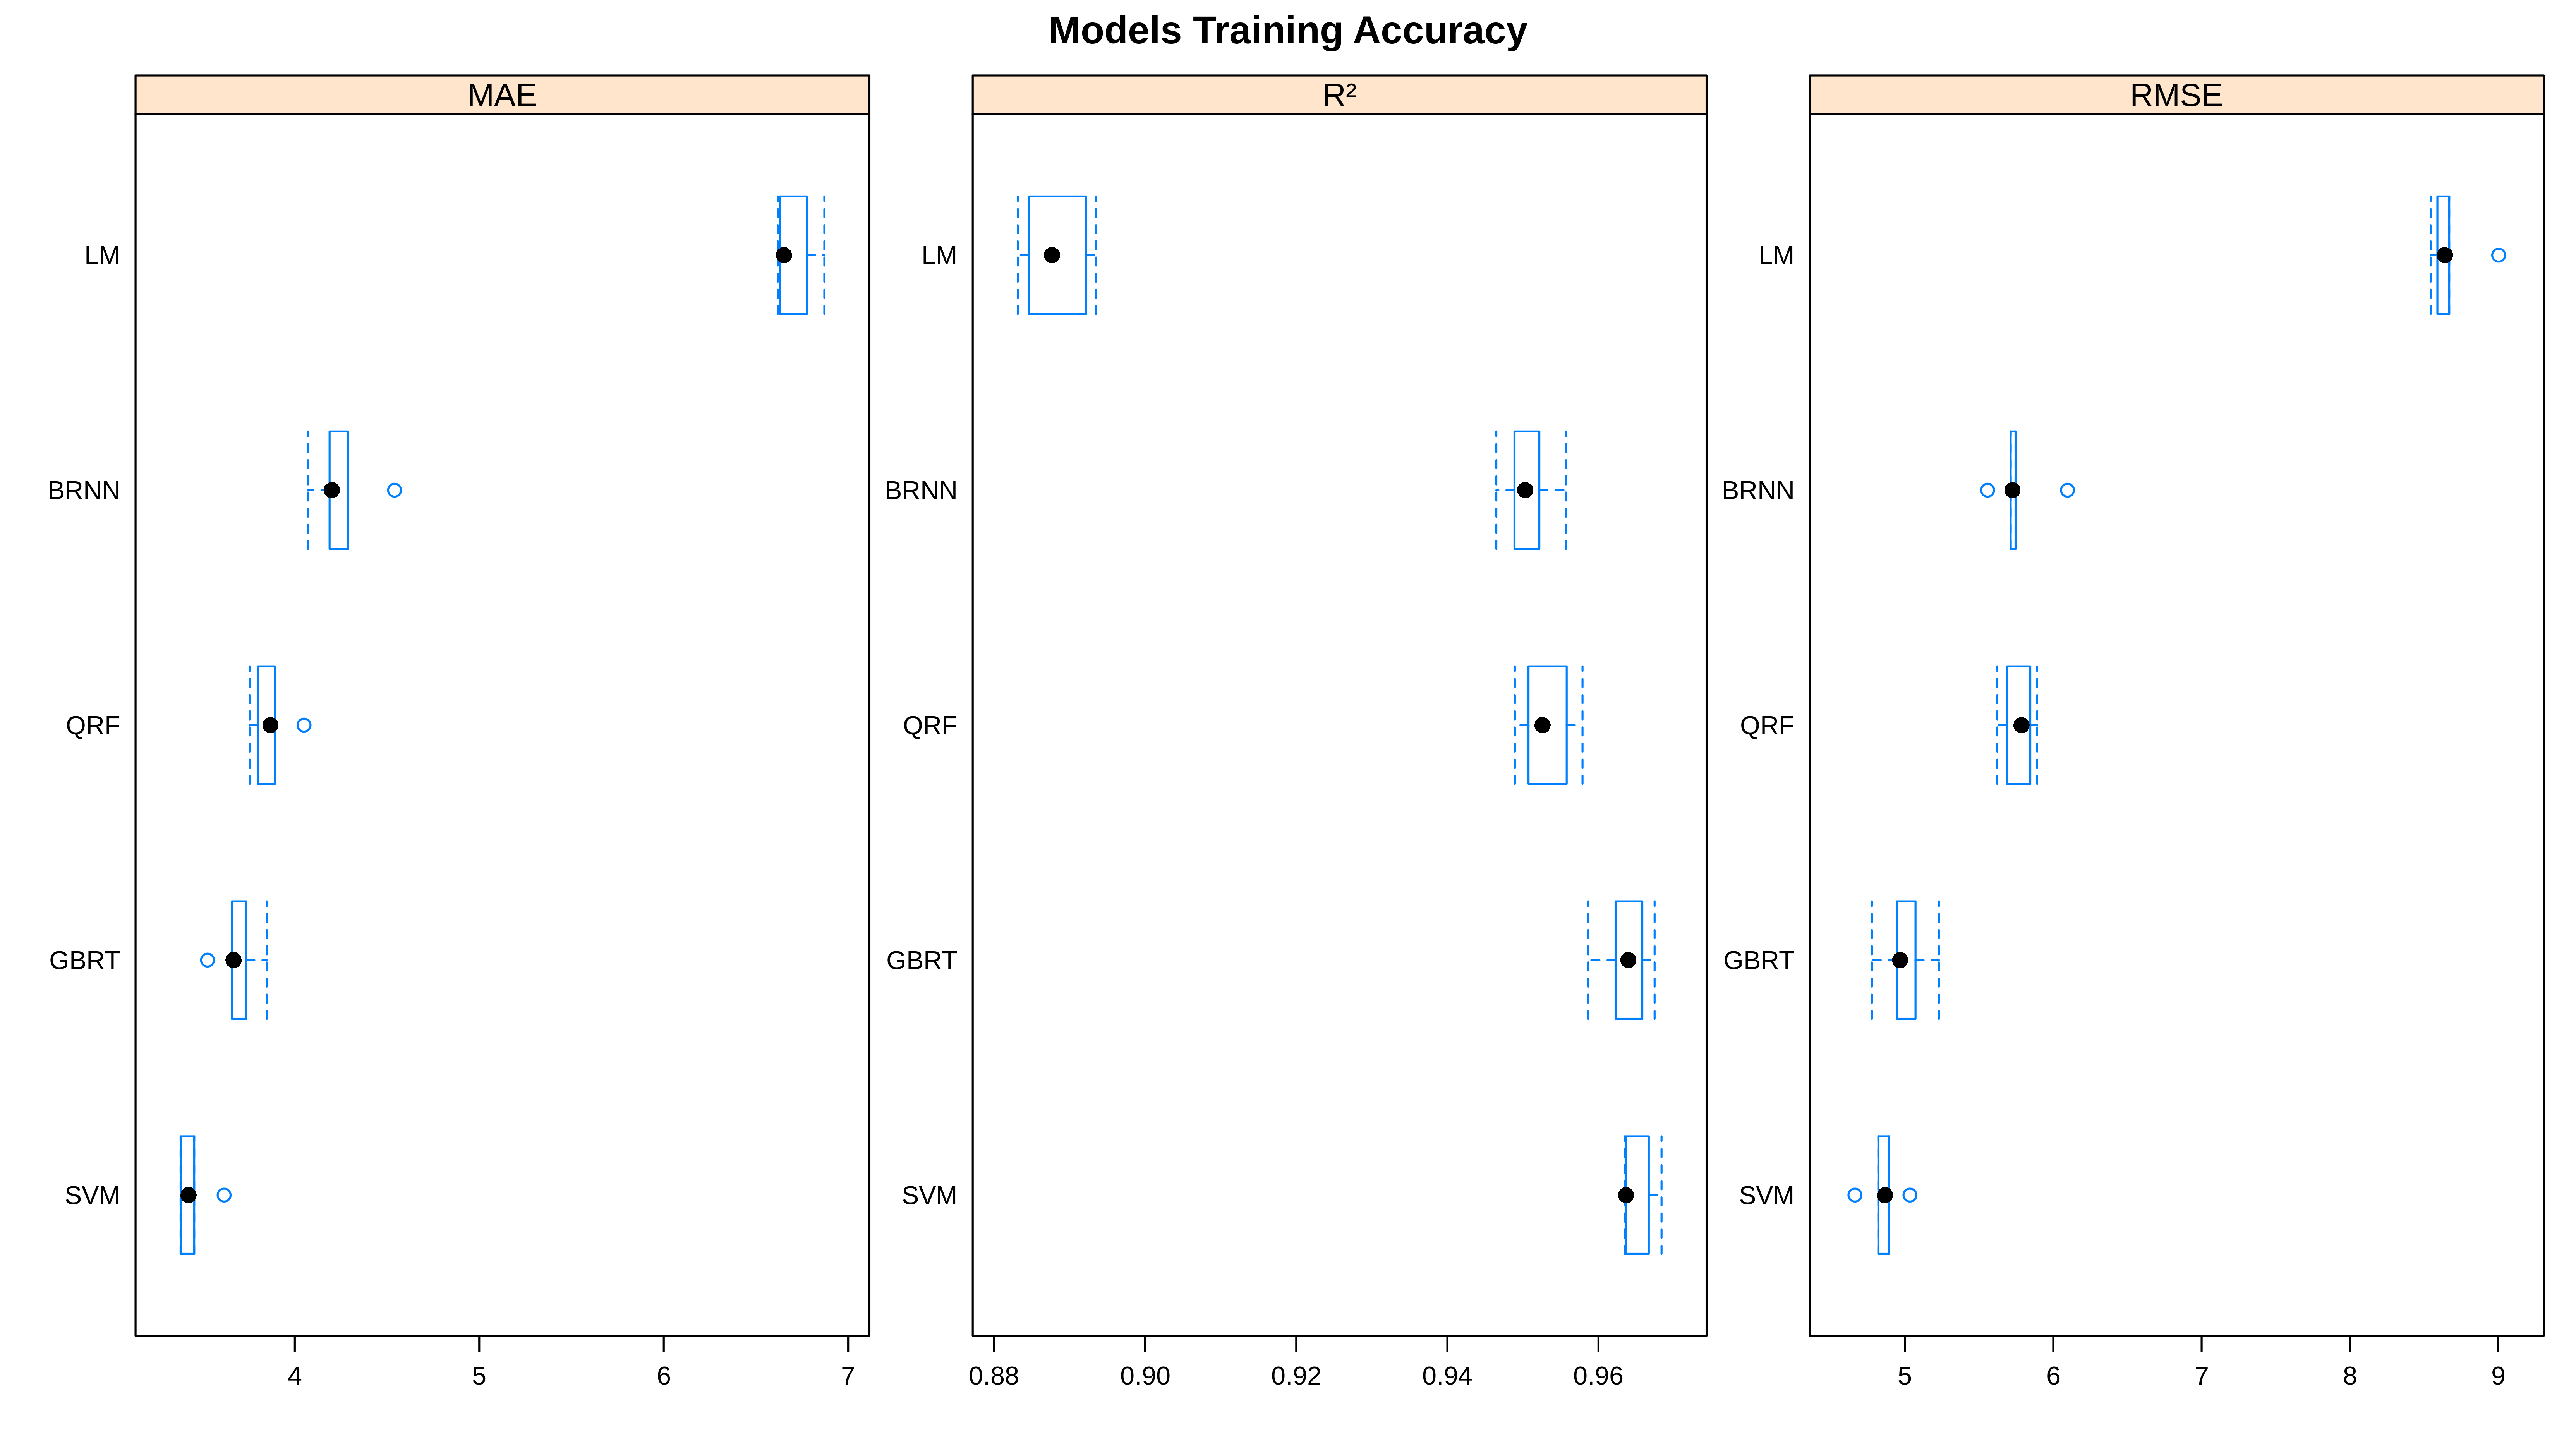 Models Training Accuracy
MAE
R²
RMSE
LM
LM
LM
BRNN
BRNN
BRNN
QRF
QRF
QRF
GBRT
GBRT
GBRT
SVM
SVM
SVM
4 5 6 7
0.88 0.90 0.92 0.94 0.96
5 6 7 8 9